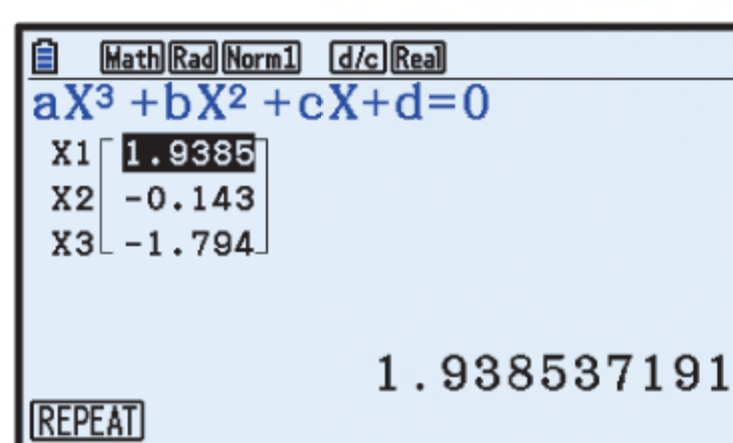 Math Rad Norm1 d/c Real
aX³+bX²+cX+d=0
X1 1.9385
X2 -0.143
X3 -1.794
1.938537191
REPEAT